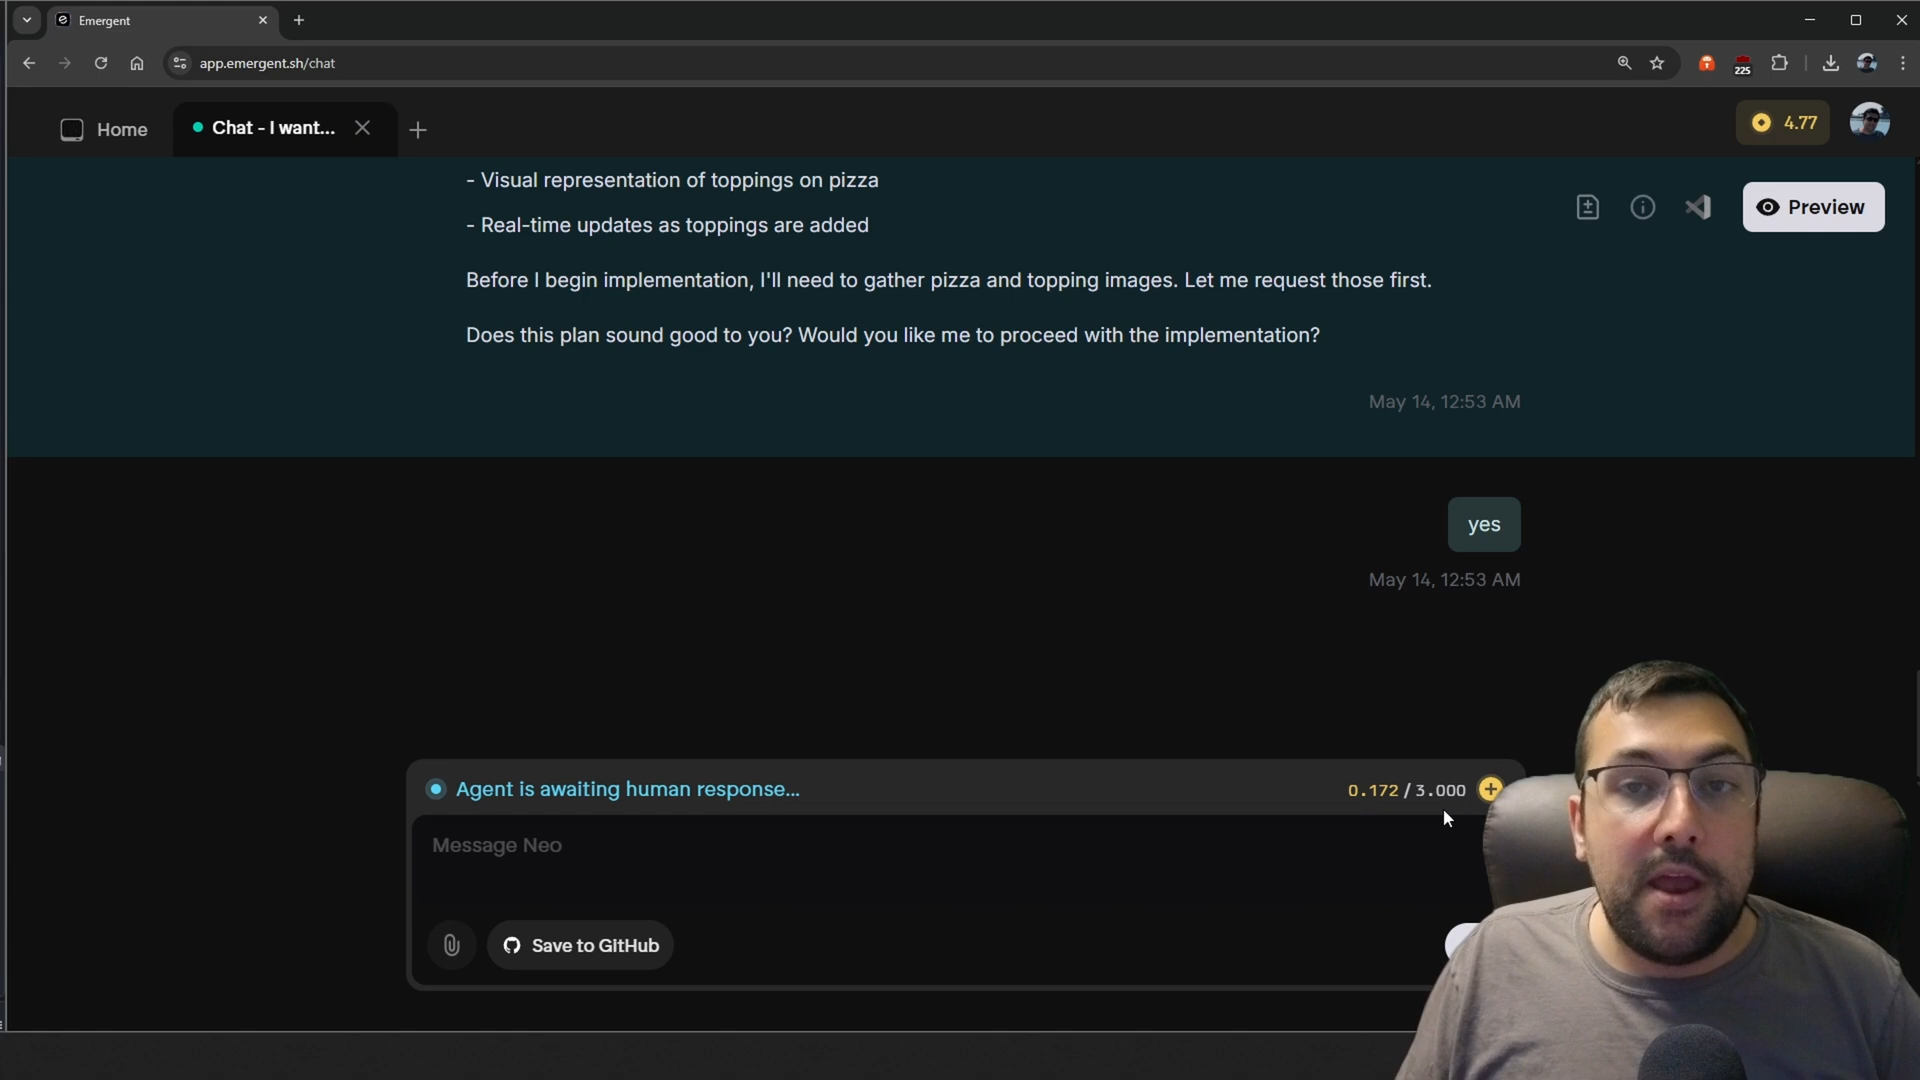 Emergent
app.emergent.sh/chat
225
Home
Chat - I want...
4.77
- Visual representation of toppings on pizza
- Real-time updates as toppings are added
Preview
Before I begin implementation, I'll need to gather pizza and topping images. Let me request those first.
Does this plan sound good to you? Would you like me to proceed with the implementation?
May 14, 12:53 AM
yes
May 14, 12:53 AM
Agent is awaiting human response...
0.172 / 3.000
Message Neo
Save to GitHub